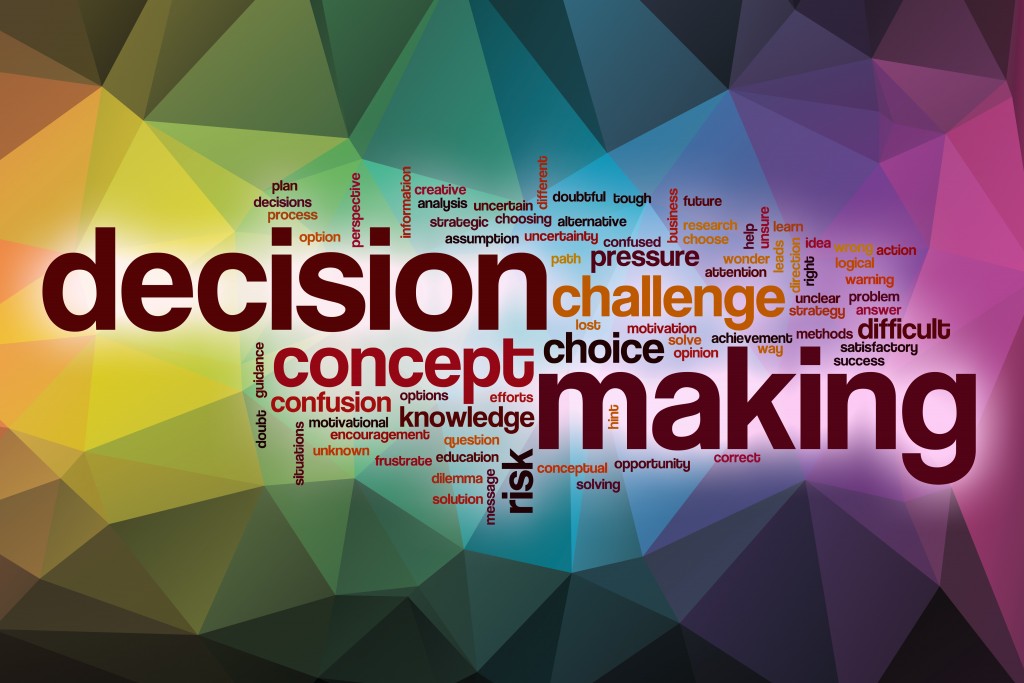 plan
decisions
process
option
perspective
information
creative
analysis
uncertain
different
doubtful
tough
strategic
choosing
alternative
assumption
uncertainty
confused
business
future
research
choose
help
unsure
learn
leads
direction
idea
right
wrong
action
logical
warning
decision
path
pressure
wonder
attention
challenge
unclear
problem
strategy
answer
lost
motivation
solve
opinion
achievement
way
methods
difficult
satisfactory
success
guidance
concept
choice
making
confusion
options
efforts
doubt
motivational
knowledge
hint
encouragement
situations
unknown
question
frustrate
education
risk
conceptual
opportunity
correct
dilemma
solution
message
solving